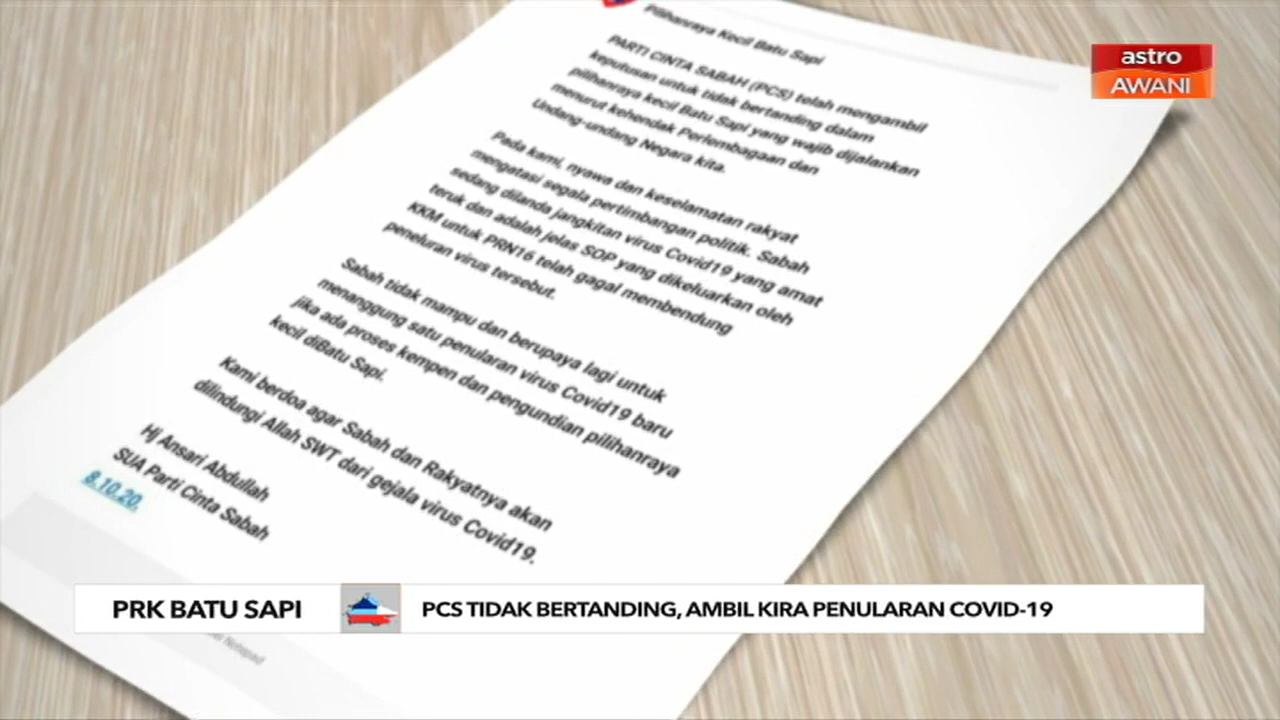 Pilihanraya Kecil Batu Sapi
PARTI CINTA SABAH (PCS) telah mengambil
keputusan untuk tidak bertanding dalam
pilihanraya kecil Batu Sapi yang wajib dijalankan
menurut kehendak Perlembagaan dan
Undang-undang Negara kita.
Pada kami, nyawa dan keselamatan rakyat
mengatasi segala pertimbangan politik. Sabah
sedang dilanda jangkitan virus Covid19 yang amat
teruk dan adalah jelas SOP yang dikeluarkan oleh
KKM untuk PRN16 telah gagal membendung
peneluran virus tersebut.
Sabah tidak mampu dan berupaya lagi untuk
menanggung satu penularan virus Covid19 baru
jika ada proses kempen dan pengundian pilihanraya
kecil diBatu Sapi.
Kami berdoa agar Sabah dan Rakyatnya akan
dilindungi Allah SWT dari gejala virus Covid19.
Hj Ansari Abdullah
SUA Parti Cinta Sabah
8.10.20.
Notepad
astro
AWANI
PRK BATU SAPI
PCS TIDAK BERTANDING, AMBIL KIRA PENULARAN COVID-19